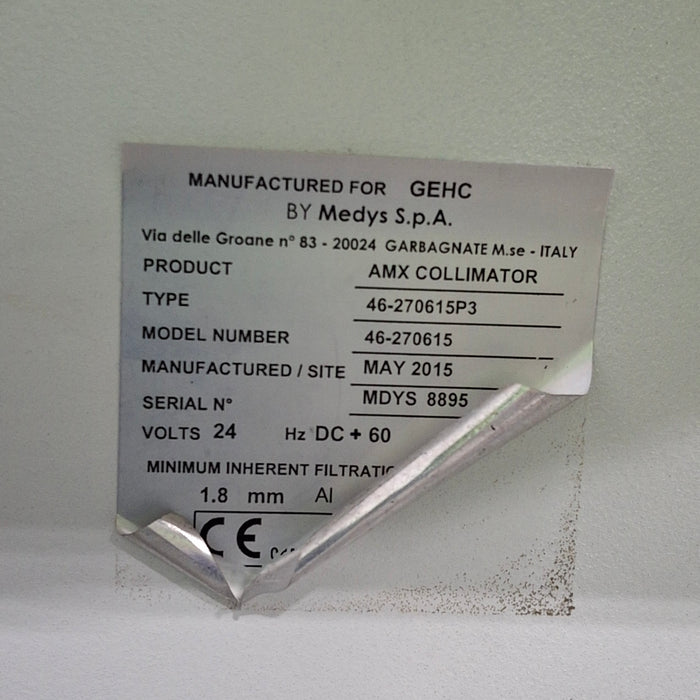 MANUFACTURED FOR GEHC
BY Medys S.p.A.
Via delle Groane n° 83 - 20024 GARBAGNATE M.se - ITALY
PRODUCT AMX COLLIMATOR
TYPE 46-270615P3
MODEL NUMBER 46-270615
MANUFACTURED / SITE MAY 2015
SERIAL N° MDYS 8895
VOLTS 24 Hz DC + 60
MINIMUM INHERENT
1.8 mm Al
CE